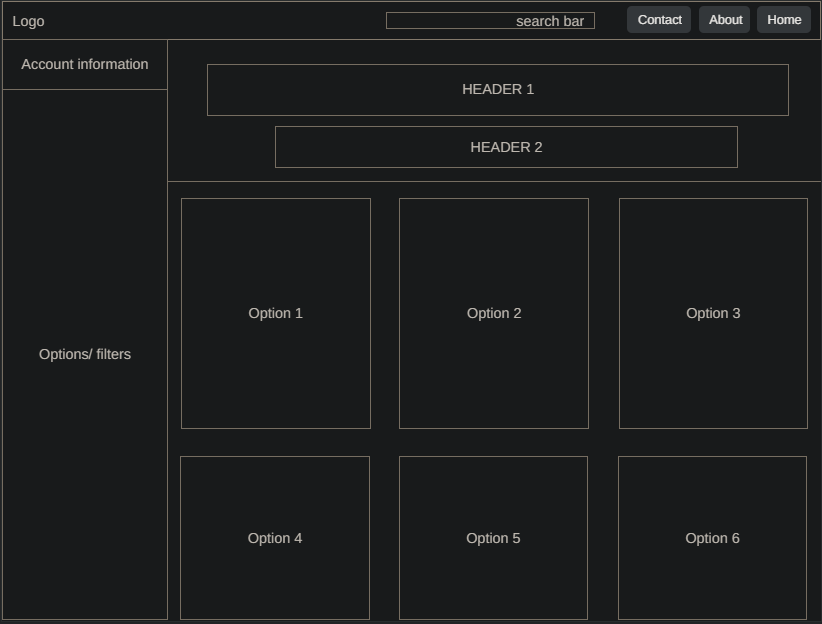 Logo
search bar
Contact
About
Home
Account information
HEADER 1
HEADER 2
Option 1
Option 2
Option 3
Options/ filters
Option 4
Option 5
Option 6